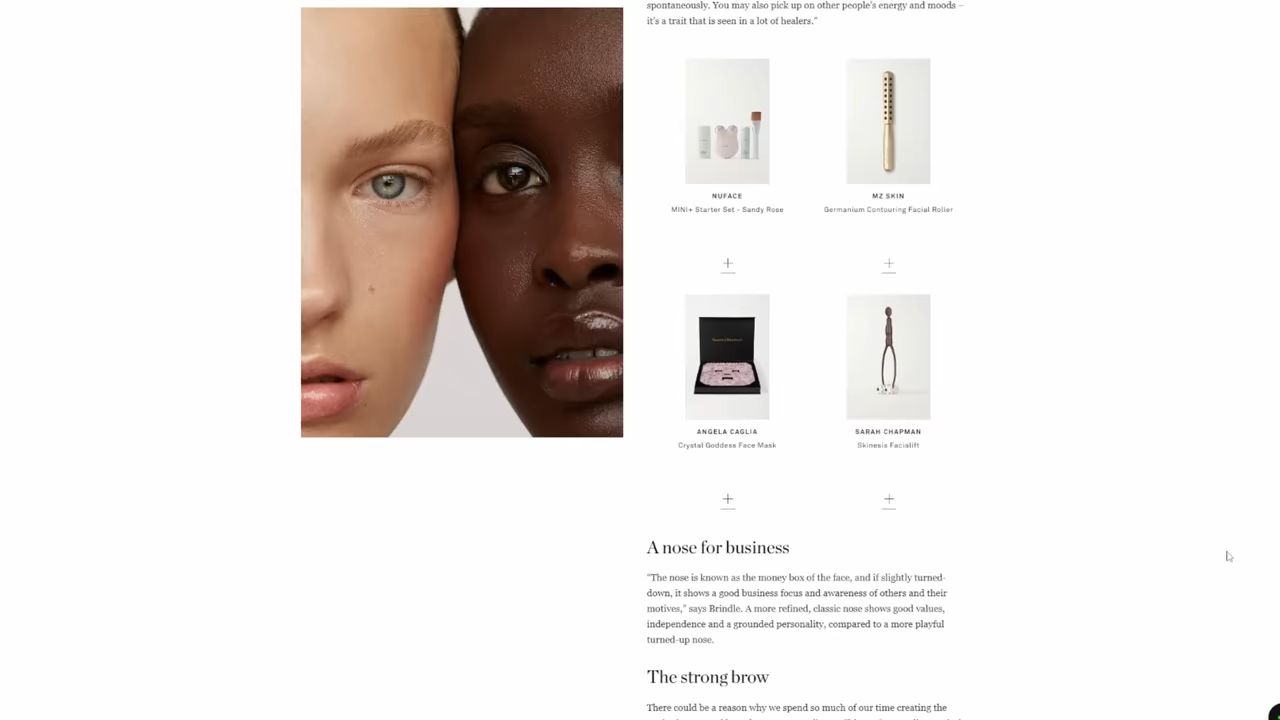 spontaneously. You may also pick up on other people's energy and moods –
it's a trait that is seen in a lot of healers."
NUFACE
MINI+ Starter Set - Sandy Rose
MZ SKIN
Germanium Contouring Facial Roller
ANGELA CAGLIA
Crystal Goddess Face Mask
SARAH CHAPMAN
Skinesis Facialift
A nose for business
"The nose is known as the money box of the face, and if slightly turned-
down, it shows a good business focus and awareness of others and their
motives," says Brindle. A more refined, classic nose shows good values,
independence and a grounded personality, compared to a more playful
turned-up nose.
The strong brow
There could be a reason why we spend so much of our time creating the